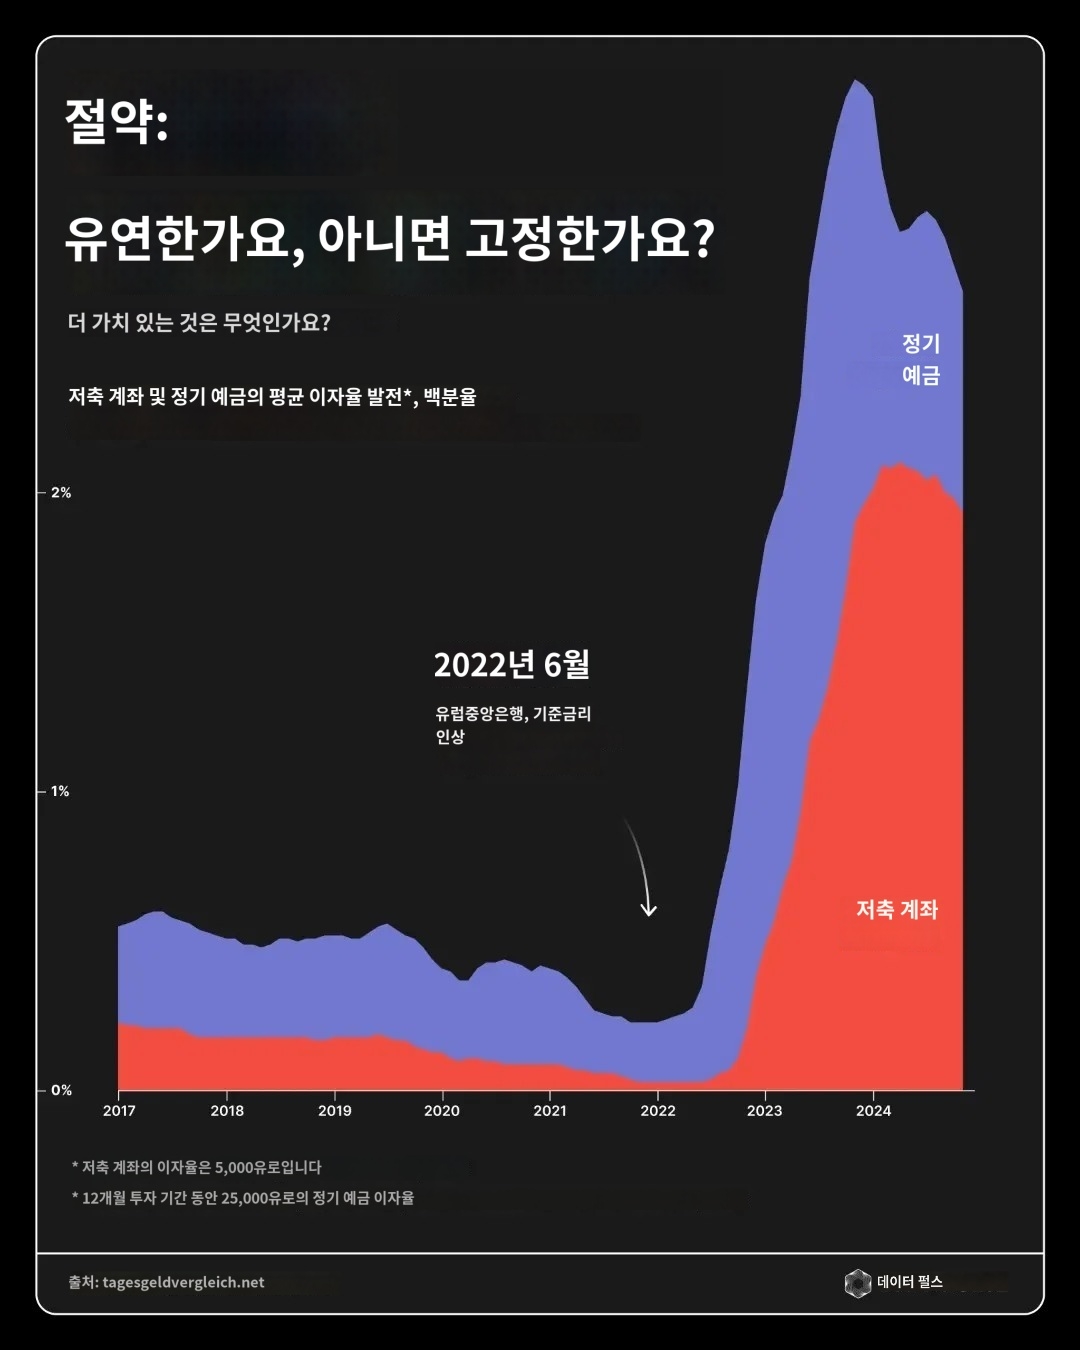 절약:
유연한가요, 아니면 고정한가요?
더 가치 있는 것은 무엇인가요?
저축 계좌 및 정기 예금의 평균 이자율 발전*, 백분율
정기
예금
2%
2022년 6월
유럽중앙은행, 기준금리
인상
1%
저축 계좌
0%
2017 2018 2019 2020 2021 2022 2023 2024
* 저축 계좌의 이자율은 5,000유로입니다
* 12개월 투자 기간 동안 25,000유로의 정기 예금 이자율
출처: tagesgeldvergleich.net
데이터 펄스